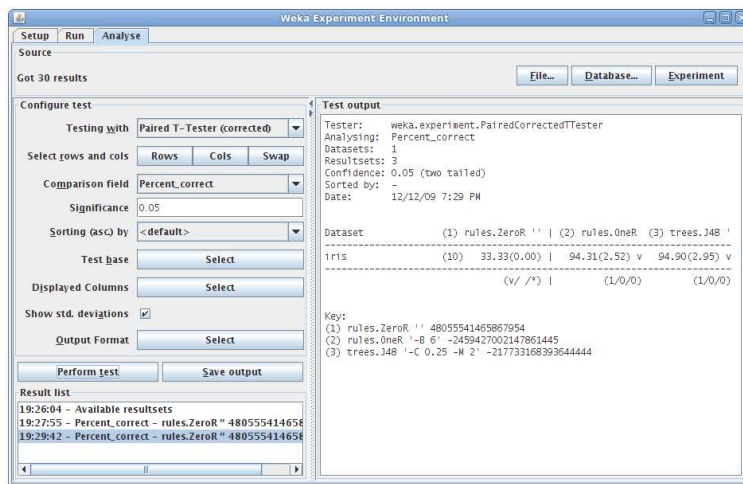 Weka Experiment Environment
Setup Run Analyse
Source
Got 30 results
File... Database... Experiment
Configure test
Testing with Paired T-Tester (corrected)
Select rows and cols Rows Cols Swap
Comparison field Percent_correct
Significance 0.05
Sorting (asc.) by <default>
Test base Select
Displayed Columns Select
Show std. deviations
Output Format Select
Perform test Save output
Result list
19:26:04 - Available resultsets
19:27:55 - Percent_correct - rules.ZeroR '' 480555414658
19:29:42 - Percent_correct - rules.ZeroR '' 480555414658
Test output
Tester: weka.experiment.PairedCorrectedTTester
Analysing: Percent_correct
Datasets: 1
Resultsets: 3
Confidence: 0.05 (two tailed)
Sorted by: -
Date: 12/12/09 7:29 PM
Dataset (1) rules.ZeroR '' | (2) rules.OneR (3) trees.J48 '
iris (10) 33.33(0.00) | 94.31(2.52) v 94.90(2.95) v
(v/ /*) | (1/0/0) (1/0/0)
Key:
(1) rules.ZeroR '' 48055541465867954
(2) rules.OneR '-B 6' -2459427002147861445
(3) trees.J48 '-C 0.25 -M 2' -217733168393644444